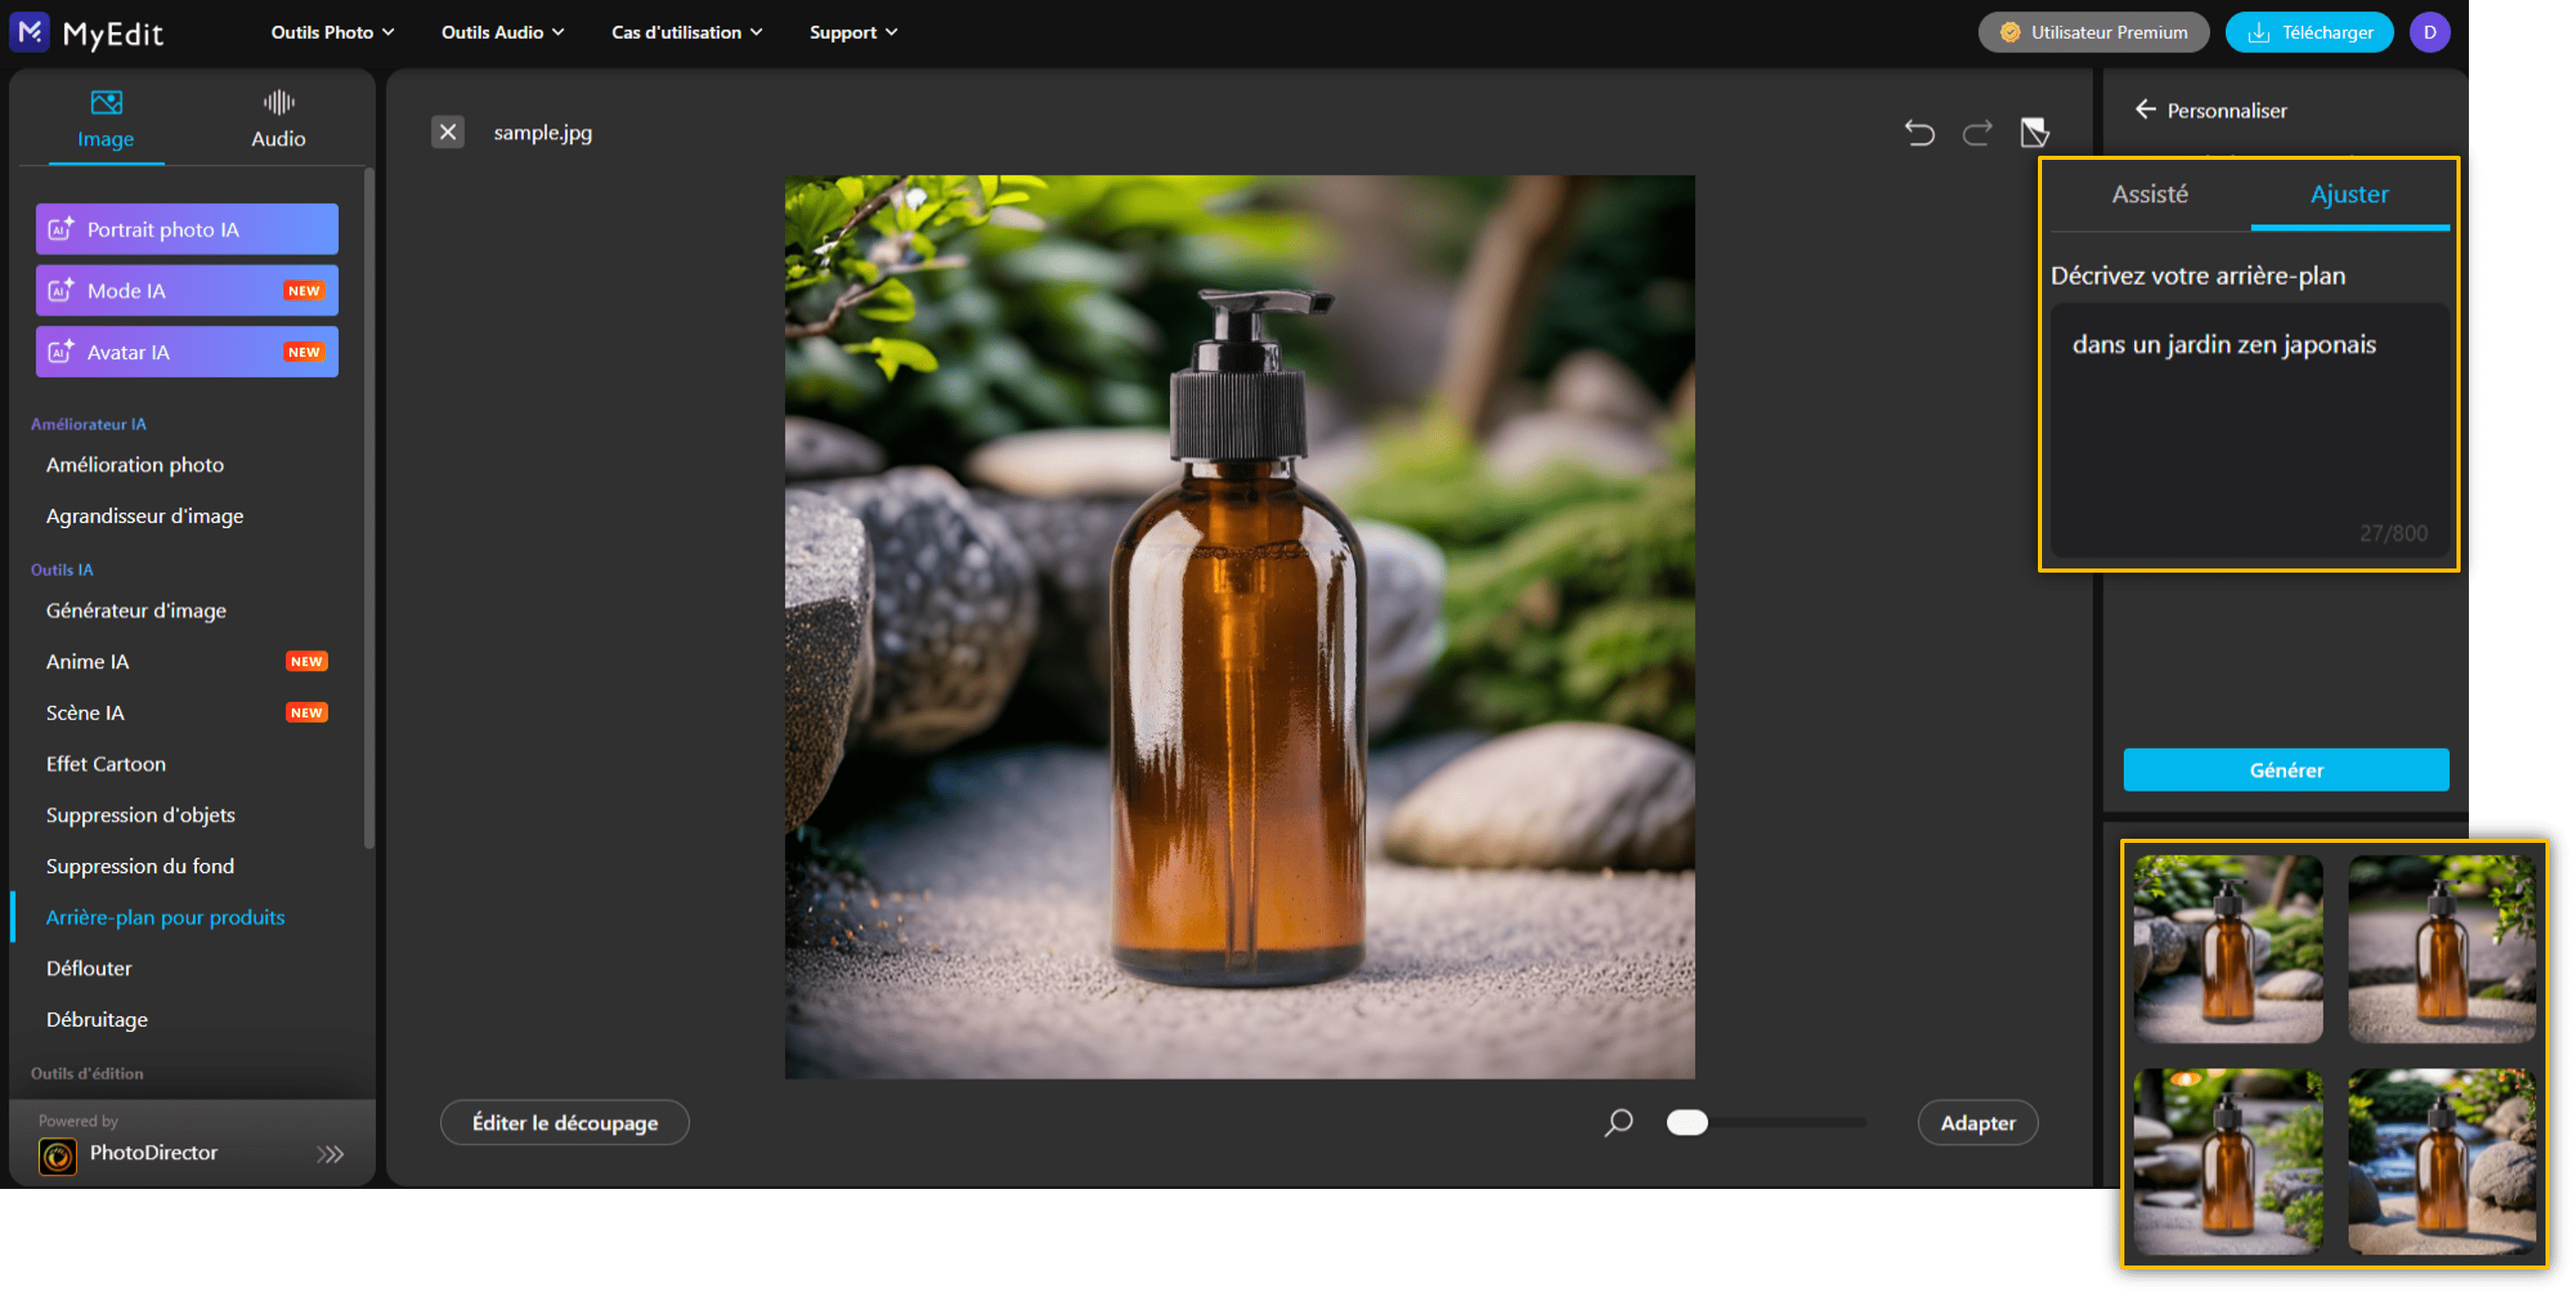 MyEdit
Outils Photo
Outils Audio
Cas d'utilisation
Support
Utilisateur Premium
Télécharger
D
Image
Audio
AI Portrait photo IA
AI Mode IA NEW
AI Avatar IA NEW
Améliorateur IA
Amélioration photo
Agrandisseur d'image
Outils IA
Générateur d'image
Anime IA NEW
Scène IA NEW
Effet Cartoon
Suppression d'objets
Suppression du fond
Arrière-plan pour produits
Déflouter
Débruitage
Outils d'édition
Powered by
PhotoDirector
sample.jpg
Éditer le découpage
Adapter
Personnaliser
Assisté
Ajuster
Décrivez votre arrière-plan
dans un jardin zen japonais
27/800
Générer